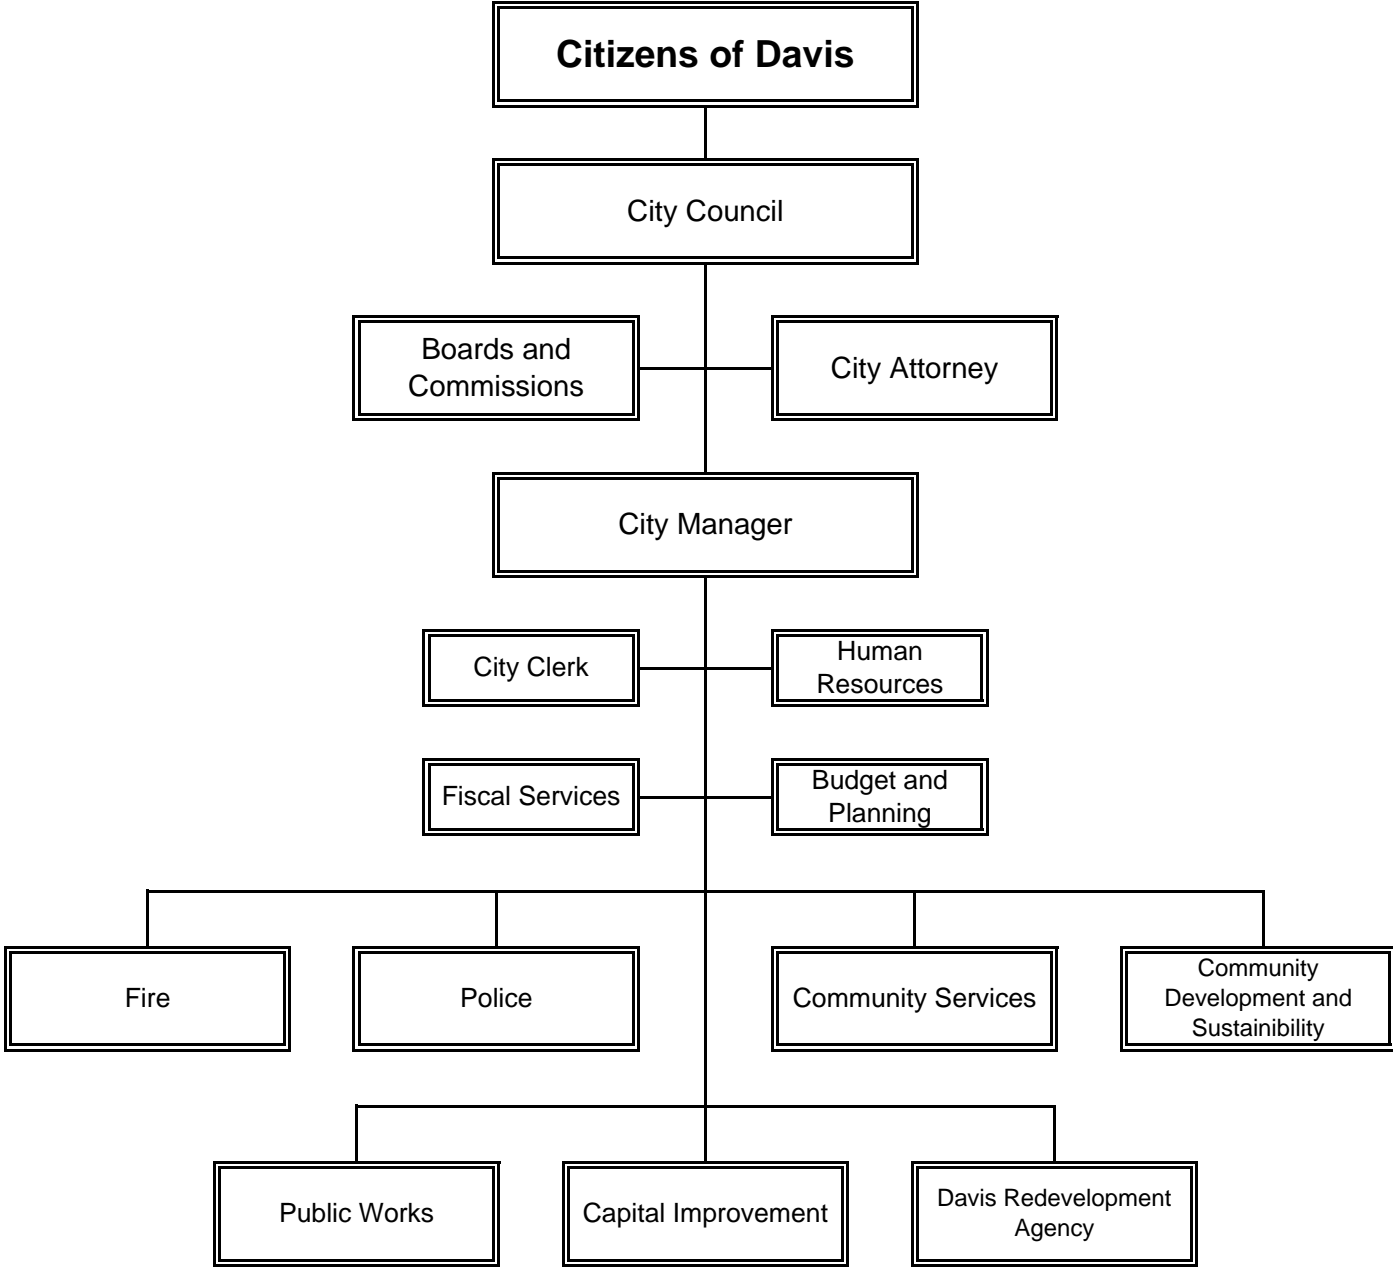 Citizens of Davis
City Council
Boards and
Commissions
City Attorney
City Manager
City Clerk
Human
Resources
Fiscal Services
Budget and
Planning
Fire
Police
Community Services
Community
Development and
Sustainibility
Public Works
Capital Improvement
Davis Redevelopment
Agency